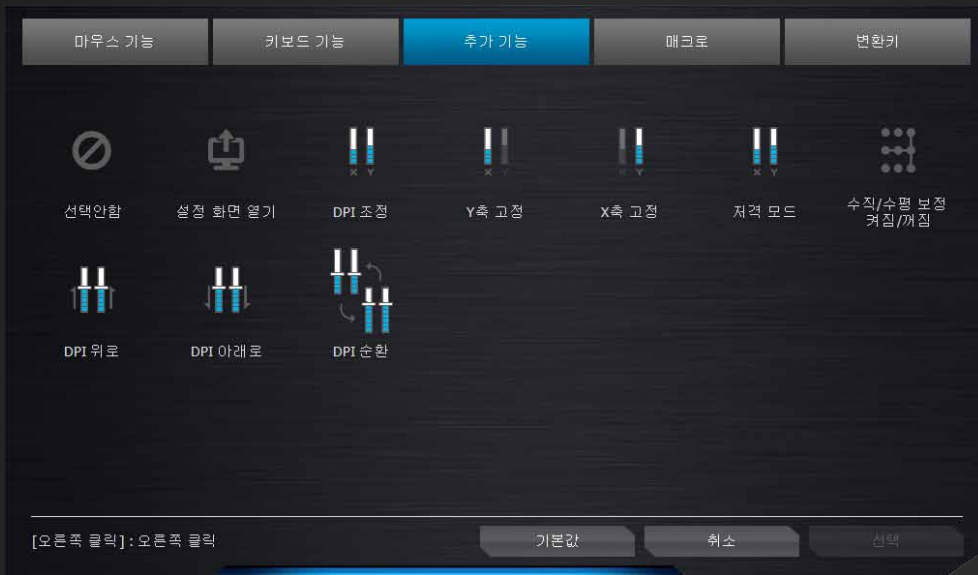 마우스 기능
키보드 기능
추가 기능
매크로
변환키
X Y
X Y
X Y
X Y
선택안함
설정 화면 열기
DPI 조정
Y축 고정
X축 고정
저격 모드
수직/수평 보정
켜짐/꺼짐
DPI 위로
DPI 아래로
DPI 순환
[오른쪽 클릭] : 오른쪽 클릭
기본값
취소
선택